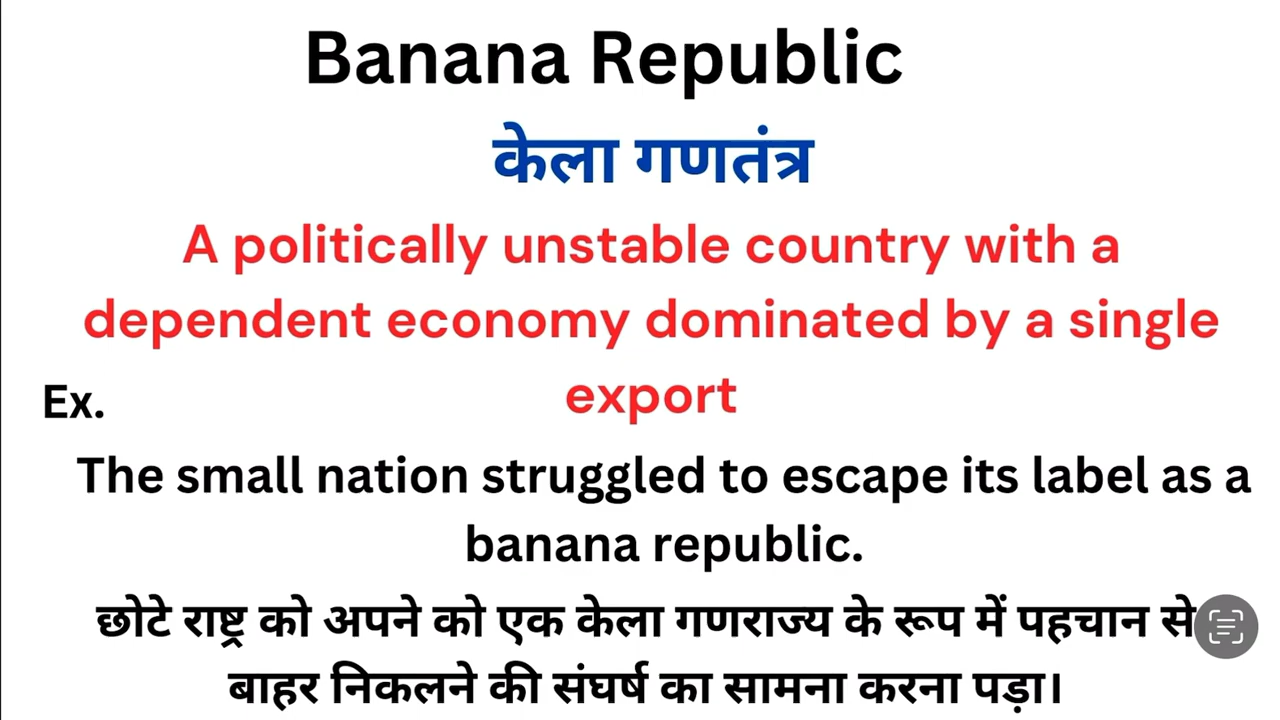 Banana Republic
केला गणतंत्र
A politically unstable country with a
dependent economy dominated by a single
export
Ex.
The small nation struggled to escape its label as a
banana republic.
छोटे राष्ट्र को अपने को एक केला गणराज्य के रूप में पहचान से
बाहर निकलने की संघर्ष का सामना करना पड़ा।